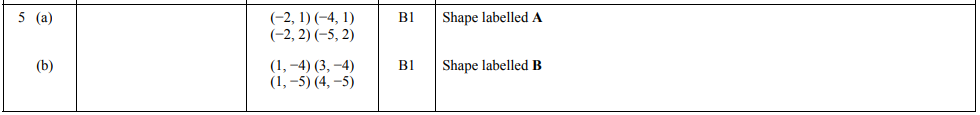 5 (a) (−2, 1) (−4, 1) B1 Shape labelled A
(−2, 2) (−5, 2)
(b) (1, −4) (3, −4) B1 Shape labelled B
(1, −5) (4, −5)